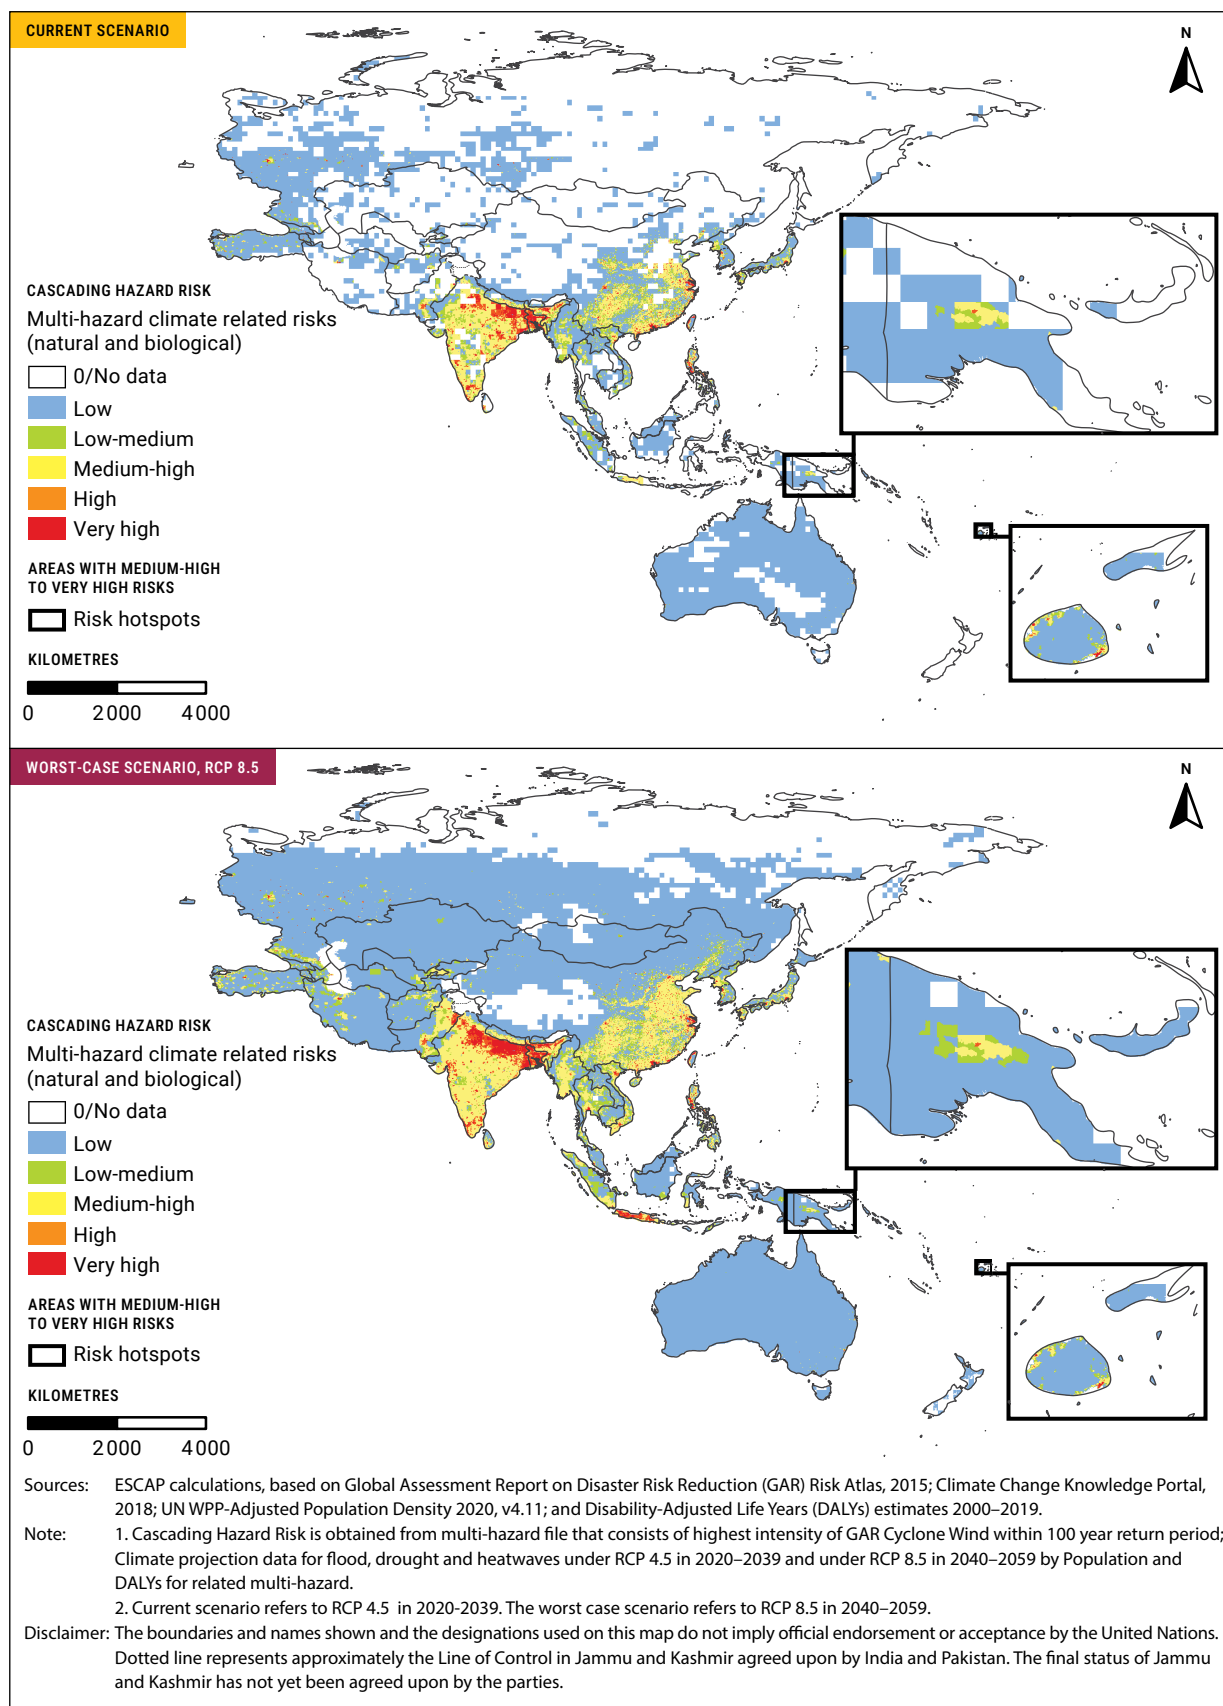 CURRENT SCENARIO
N
CASCADING HAZARD RISK
Multi-hazard climate related risks
(natural and biological)
0/No data
Low
Low-medium
Medium-high
High
Very high
AREAS WITH MEDIUM-HIGH
TO VERY HIGH RISKS
Risk hotspots
KILOMETRES
0 2 000 4 000
WORST-CASE SCENARIO, RCP 8.5
N
CASCADING HAZARD RISK
Multi-hazard climate related risks
(natural and biological)
0/No data
Low
Low-medium
Medium-high
High
Very high
AREAS WITH MEDIUM-HIGH
TO VERY HIGH RISKS
Risk hotspots
KILOMETRES
0 2 000 4 000
Sources: ESCAP calculations, based on Global Assessment Report on Disaster Risk Reduction (GAR) Risk Atlas, 2015; Climate Change Knowledge Portal,
2018; UN WPP-Adjusted Population Density 2020, v4.11; and Disability-Adjusted Life Years (DALYs) estimates 2000–2019.
Note: 1. Cascading Hazard Risk is obtained from multi-hazard file that consists of highest intensity of GAR Cyclone Wind within 100 year return period;
Climate projection data for flood, drought and heatwaves under RCP 4.5 in 2020–2039 and under RCP 8.5 in 2040–2059 by Population and
DALYs for related multi-hazard.
2. Current scenario refers to RCP 4.5 in 2020-2039. The worst case scenario refers to RCP 8.5 in 2040–2059.
Disclaimer: The boundaries and names shown and the designations used on this map do not imply official endorsement or acceptance by the United Nations.
Dotted line represents approximately the Line of Control in Jammu and Kashmir agreed upon by India and Pakistan. The final status of Jammu
and Kashmir has not yet been agreed upon by the parties.